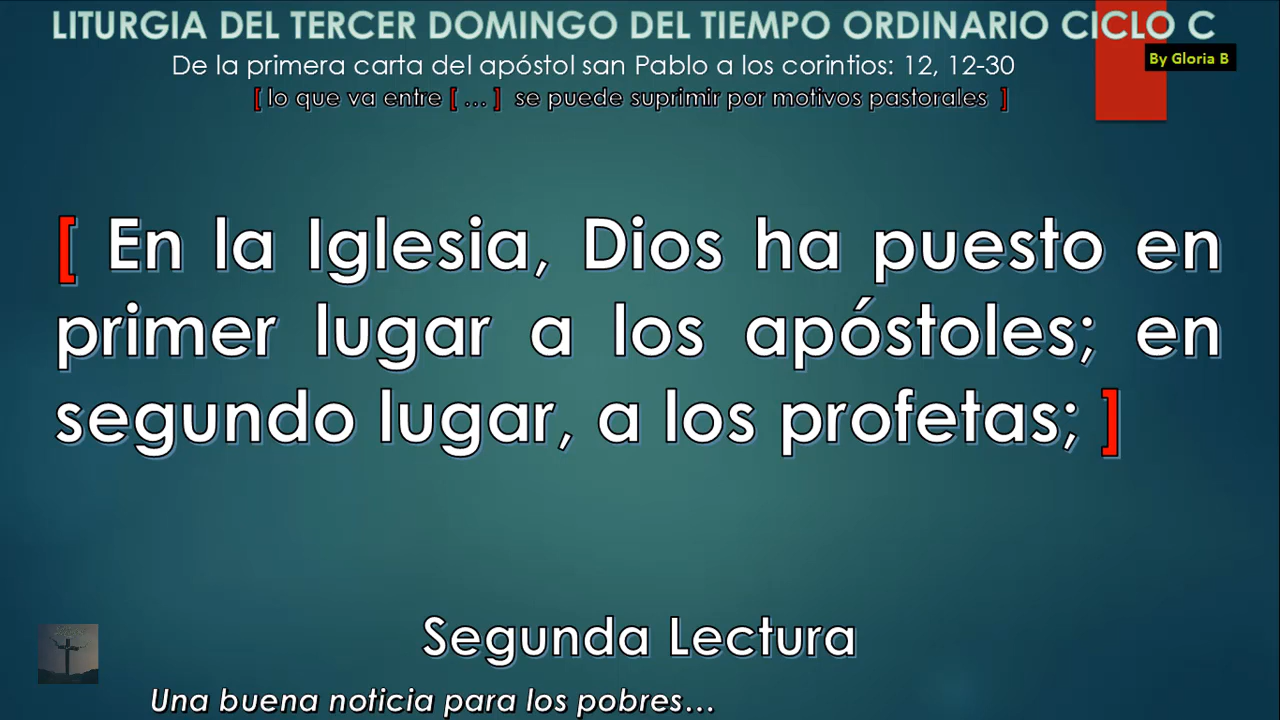 LITURGIA DEL TERCER DOMINGO DEL TIEMPO ORDINARIO CICLO C
By Gloria B
De la primera carta del apóstol san Pablo a los corintios: 12, 12-30
[ lo que va entre [ ... ] se puede suprimir por motivos pastorales ]
[ En la Iglesia, Dios ha puesto en
primer lugar a los apóstoles; en
segundo lugar, a los profetas; ]
Segunda Lectura
Una buena noticia para los pobres...